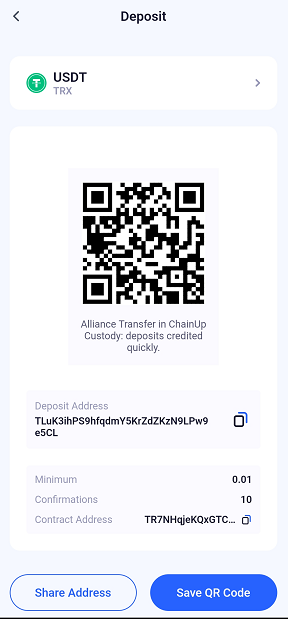 Deposit
USDT
TRX
Alliance Transfer in ChainUp
Custody: deposits credited
quickly.
Deposit Address
TLuK3ihPS9hfqdmY5KrZdZKzN9LPw9
e5CL
Minimum 0.01
Confirmations 10
Contract Address TR7NHqjeKQxGTC...
Share Address Save QR Code